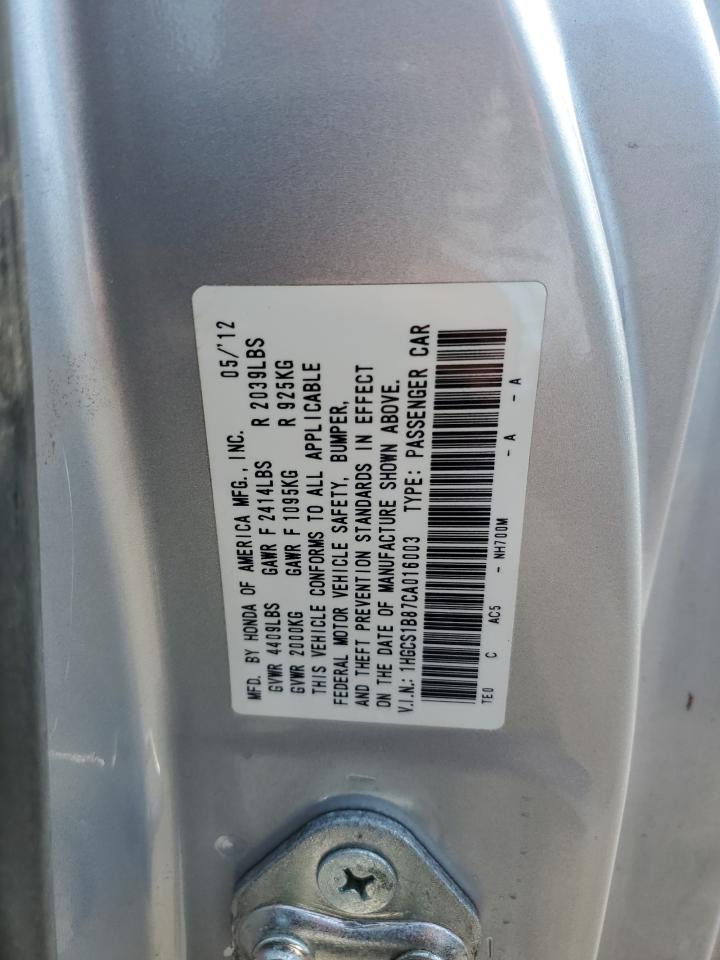 MFD. BY HONDA OF AMERICA MFG., INC. 05/'12
GVWR 4409LBS GAWR F 2414LBS R 2039LBS
GVWR 2000KG GAWR F 1095KG R 925KG
THIS VEHICLE CONFORMS TO ALL APPLICABLE
FEDERAL MOTOR VEHICLE SAFETY, BUMPER,
AND THEFT PREVENTION STANDARDS IN EFFECT
ON THE DATE OF MANUFACTURE SHOWN ABOVE.
V.I.N.: 1HGCS1B87CA016003 TYPE: PASSENGER CAR
TE0 C AC5 - NH700M - A - A